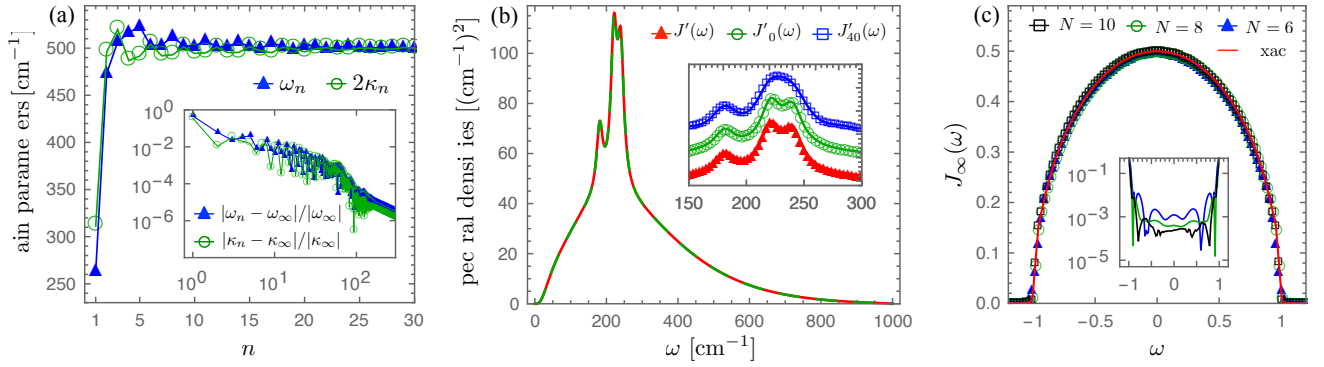 (a)
ain parame ers [cm⁻¹]
500
450
400
350
300
250
1 5 10 15 20 25 30
n
ωₙ 2κₙ
10⁰
10⁻²
10⁻⁴
10⁻⁶
10⁰ 10¹ 10²
|ωₙ − ω∞|/|ω∞|
|κₙ − κ∞|/|κ∞|
(b)
pec ral densi ies [(cm⁻¹)²]
100
80
60
40
20
0
0 200 400 600 800 1000
ω [cm⁻¹]
J′(ω) J′₀(ω) J′₄₀(ω)
150 200 250 300
(c)
N = 10 N = 8 N = 6
xac
J∞(ω)
0.5
0.4
0.3
0.2
0.1
0.0
−1 −0.5 0 0.5 1
ω
10⁻¹
10⁻³
10⁻⁵
−1 0 1